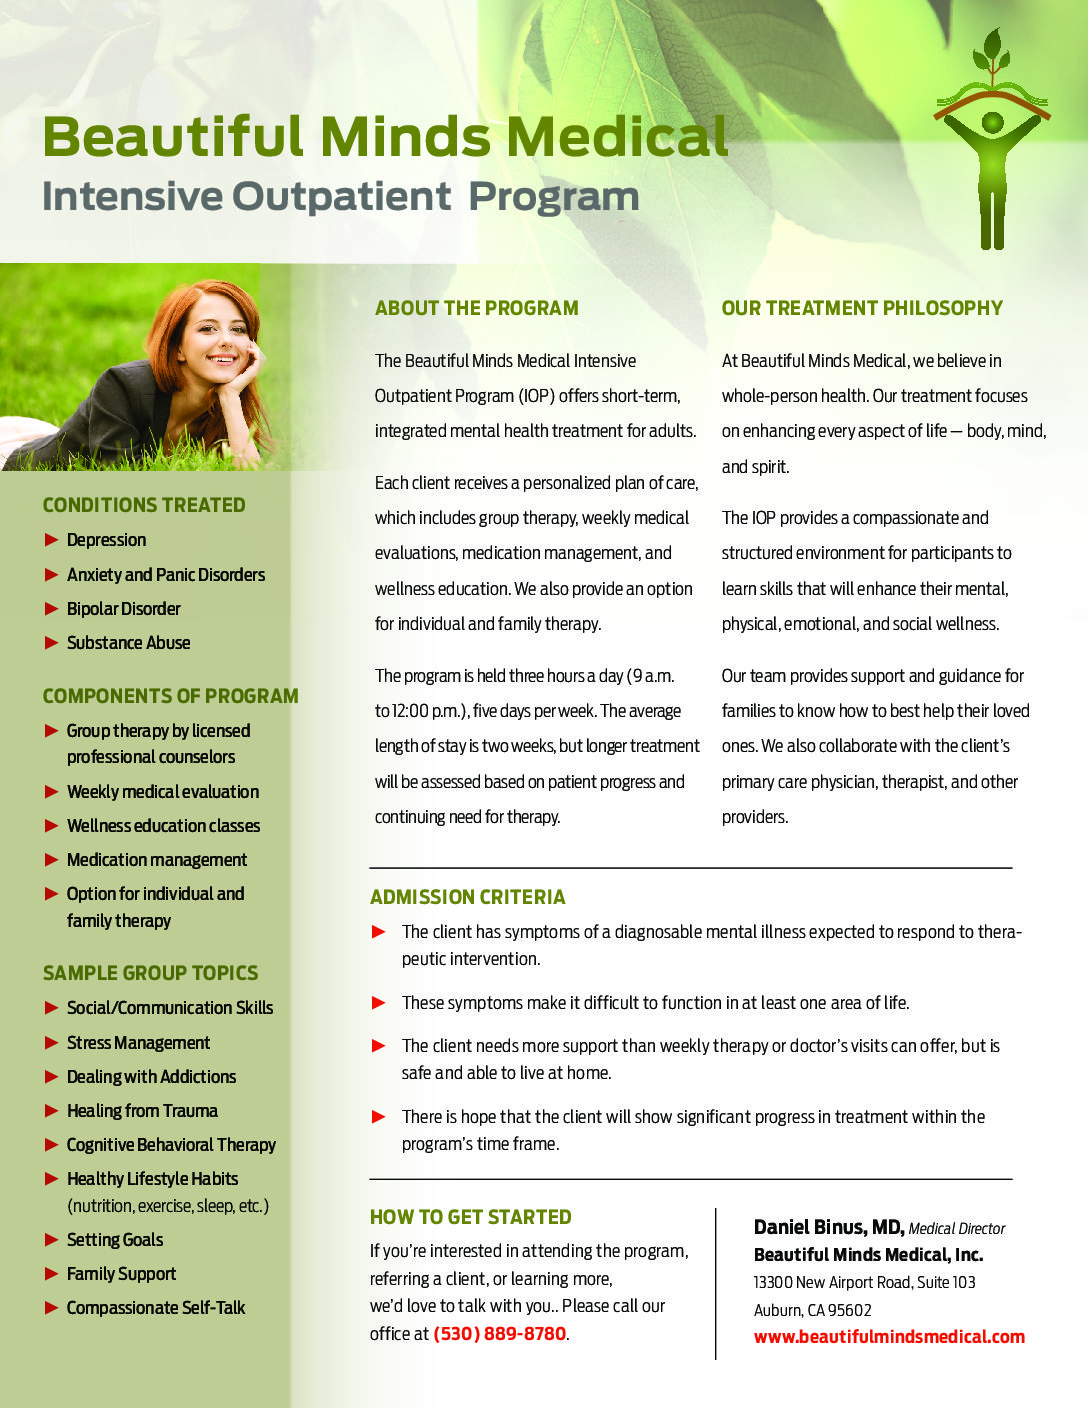 Beautiful Minds Medical
Intensive Outpatient Program
CONDITIONS TREATED
Depression
Anxiety and Panic Disorders
Bipolar Disorder
Substance Abuse
COMPONENTS OF PROGRAM
Group therapy by licensed
professional counselors
Weekly medical evaluation
Wellness education classes
Medication management
Option for individual and
family therapy
SAMPLE GROUP TOPICS
Social/Communication Skills
Stress Management
Dealing with Addictions
Healing from Trauma
Cognitive Behavioral Therapy
Healthy Lifestyle Habits
(nutrition, exercise, sleep, etc.)
Setting Goals
Family Support
Compassionate Self-Talk
ABOUT THE PROGRAM
The Beautiful Minds Medical Intensive
Outpatient Program (IOP) offers short-term,
integrated mental health treatment for adults.
Each client receives a personalized plan of care,
which includes group therapy, weekly medical
evaluations, medication management, and
wellness education. We also provide an option
for individual and family therapy.
The program is held three hours a day (9 a.m.
to 12:00 p.m.), five days per week. The average
length of stay is two weeks, but longer treatment
will be assessed based on patient progress and
continuing need for therapy.
OUR TREATMENT PHILOSOPHY
At Beautiful Minds Medical, we believe in
whole-person health. Our treatment focuses
on enhancing every aspect of life — body, mind,
and spirit.
The IOP provides a compassionate and
structured environment for participants to
learn skills that will enhance their mental,
physical, emotional, and social wellness.
Our team provides support and guidance for
families to know how to best help their loved
ones. We also collaborate with the client's
primary care physician, therapist, and other
providers.
ADMISSION CRITERIA
The client has symptoms of a diagnosable mental illness expected to respond to thera-
peutic intervention.
These symptoms make it difficult to function in at least one area of life.
The client needs more support than weekly therapy or doctor's visits can offer, but is
safe and able to live at home.
There is hope that the client will show significant progress in treatment within the
program's time frame.
HOW TO GET STARTED
If you're interested in attending the program,
referring a client, or learning more,
we'd love to talk with you.. Please call our
office at (530) 889-8780.
Daniel Binus, MD, Medical Director
Beautiful Minds Medical, Inc.
13300 New Airport Road, Suite 103
Auburn, CA 95602
www.beautifulmindsmedical.com